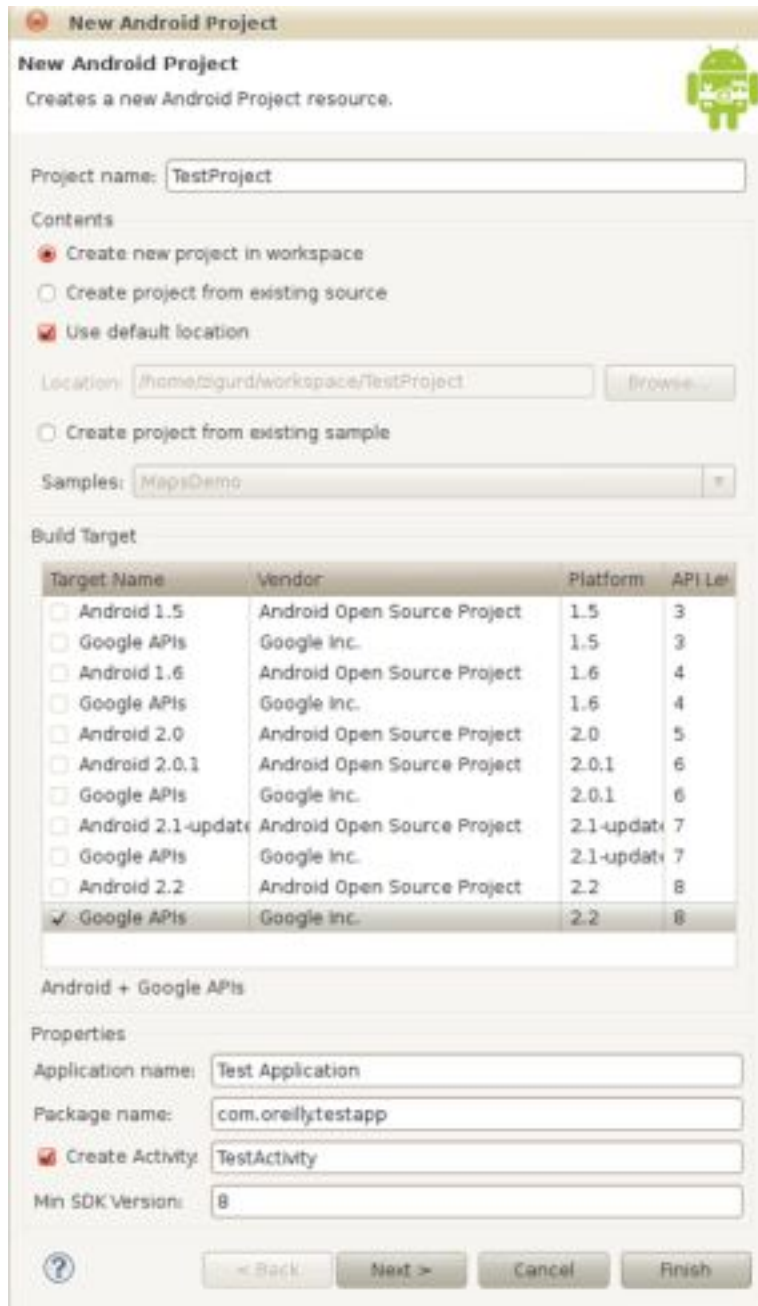 New Android Project
New Android Project
Creates a new Android Project resource.
Project name: TestProject
Contents
Create new project in workspace
Create project from existing source
Use default location
Location: /home/zigurd/workspace/TestProject Browse...
Create project from existing sample
Samples: MapsDemo
Build Target
Target Name Vendor Platform API Lev
Android 1.5 Android Open Source Project 1.5 3
Google APIs Google Inc. 1.5 3
Android 1.6 Android Open Source Project 1.6 4
Google APIs Google Inc. 1.6 4
Android 2.0 Android Open Source Project 2.0 5
Android 2.0.1 Android Open Source Project 2.0.1 6
Google APIs Google Inc. 2.0.1 6
Android 2.1-update Android Open Source Project 2.1-update 7
Google APIs Google Inc. 2.1-update 7
Android 2.2 Android Open Source Project 2.2 8
Google APIs Google Inc. 2.2 8
Android + Google APIs
Properties
Application name: Test Application
Package name: com.oreilly.testapp
Create Activity: TestActivity
Min SDK Version: 8
? < Back Next > Cancel Finish